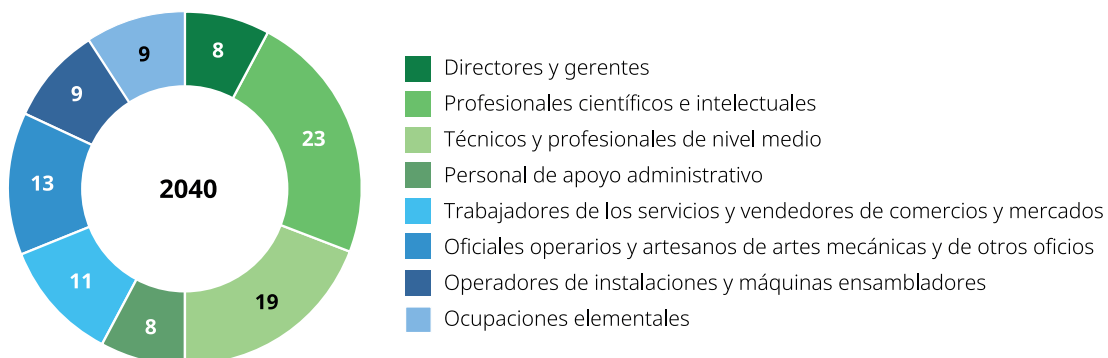 8
23
19
8
11
13
9
9
2040
Directores y gerentes
Profesionales científicos e intelectuales
Técnicos y profesionales de nivel medio
Personal de apoyo administrativo
Trabajadores de los servicios y vendedores de comercios y mercados
Oficiales operarios y artesanos de artes mecánicas y de otros oficios
Operadores de instalaciones y máquinas ensambladores
Ocupaciones elementales